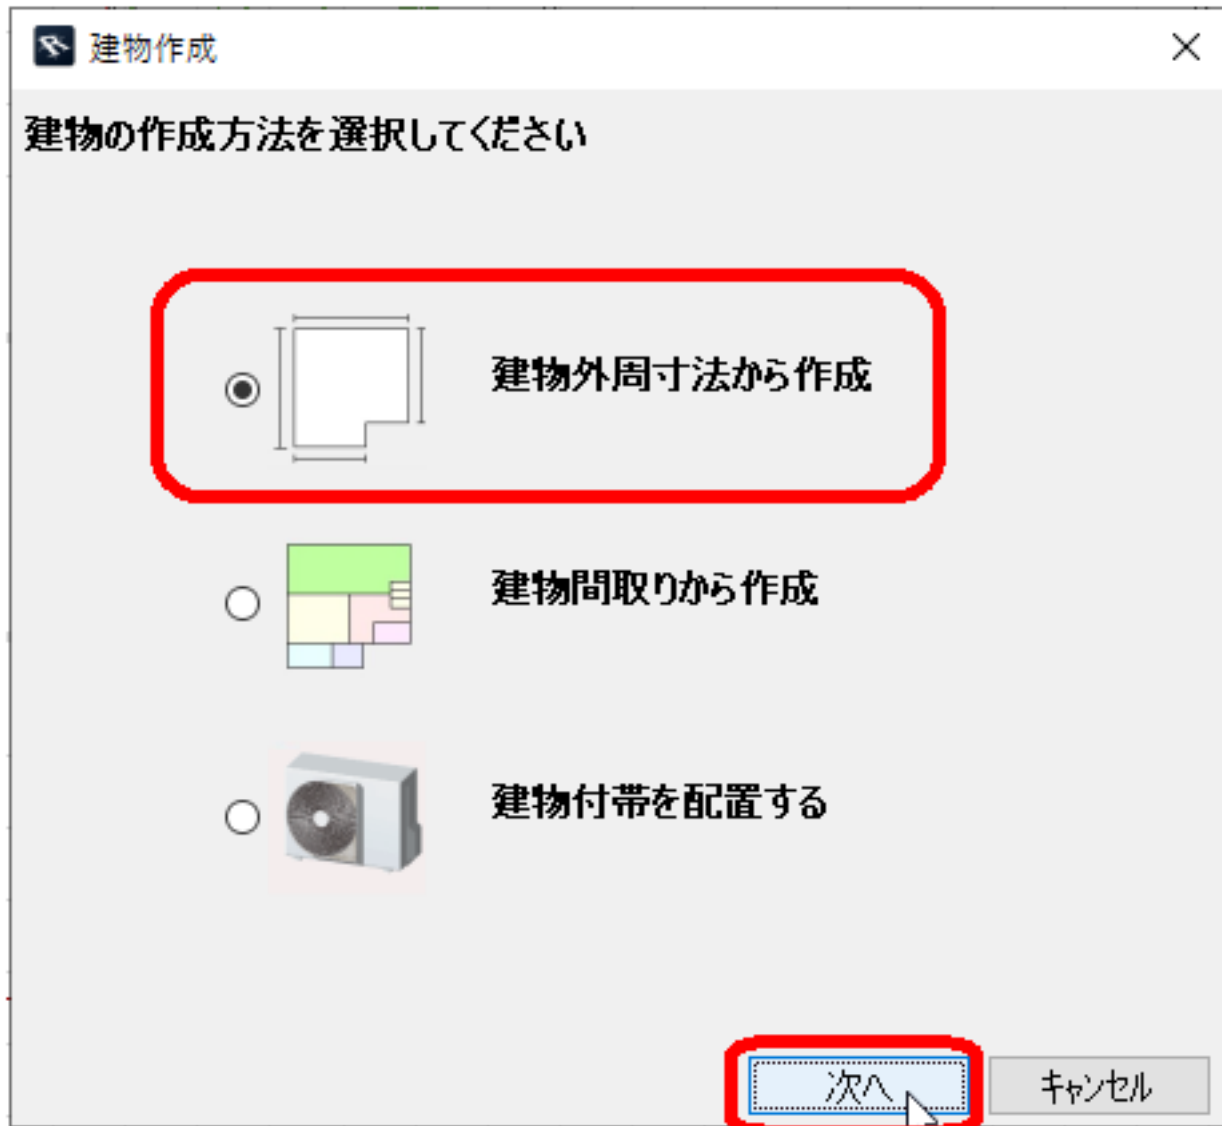 建物作成
建物の作成方法を選択してください
建物外周寸法から作成
建物間取りから作成
建物付帯を配置する
次へ
キャンセル